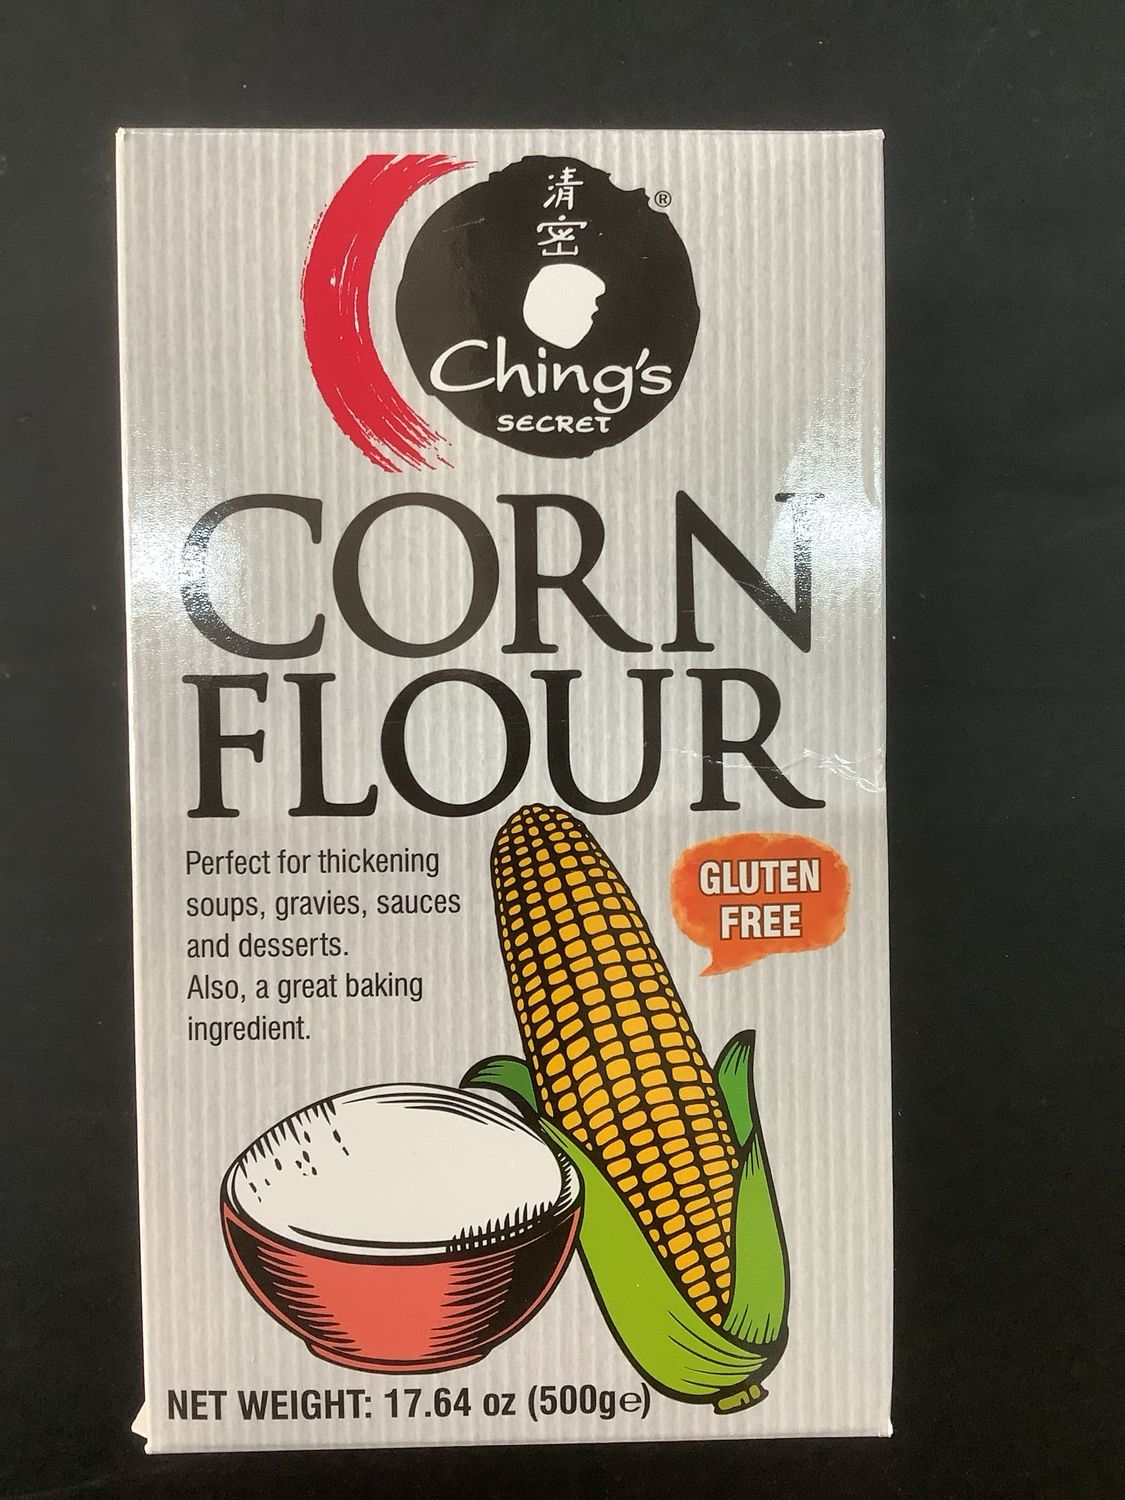 清
密
®
Ching's
SECRET
CORN
FLOUR
Perfect for thickening
soups, gravies, sauces
and desserts.
Also, a great baking
ingredient.
GLUTEN
FREE
NET WEIGHT: 17.64 oz (500g℮)